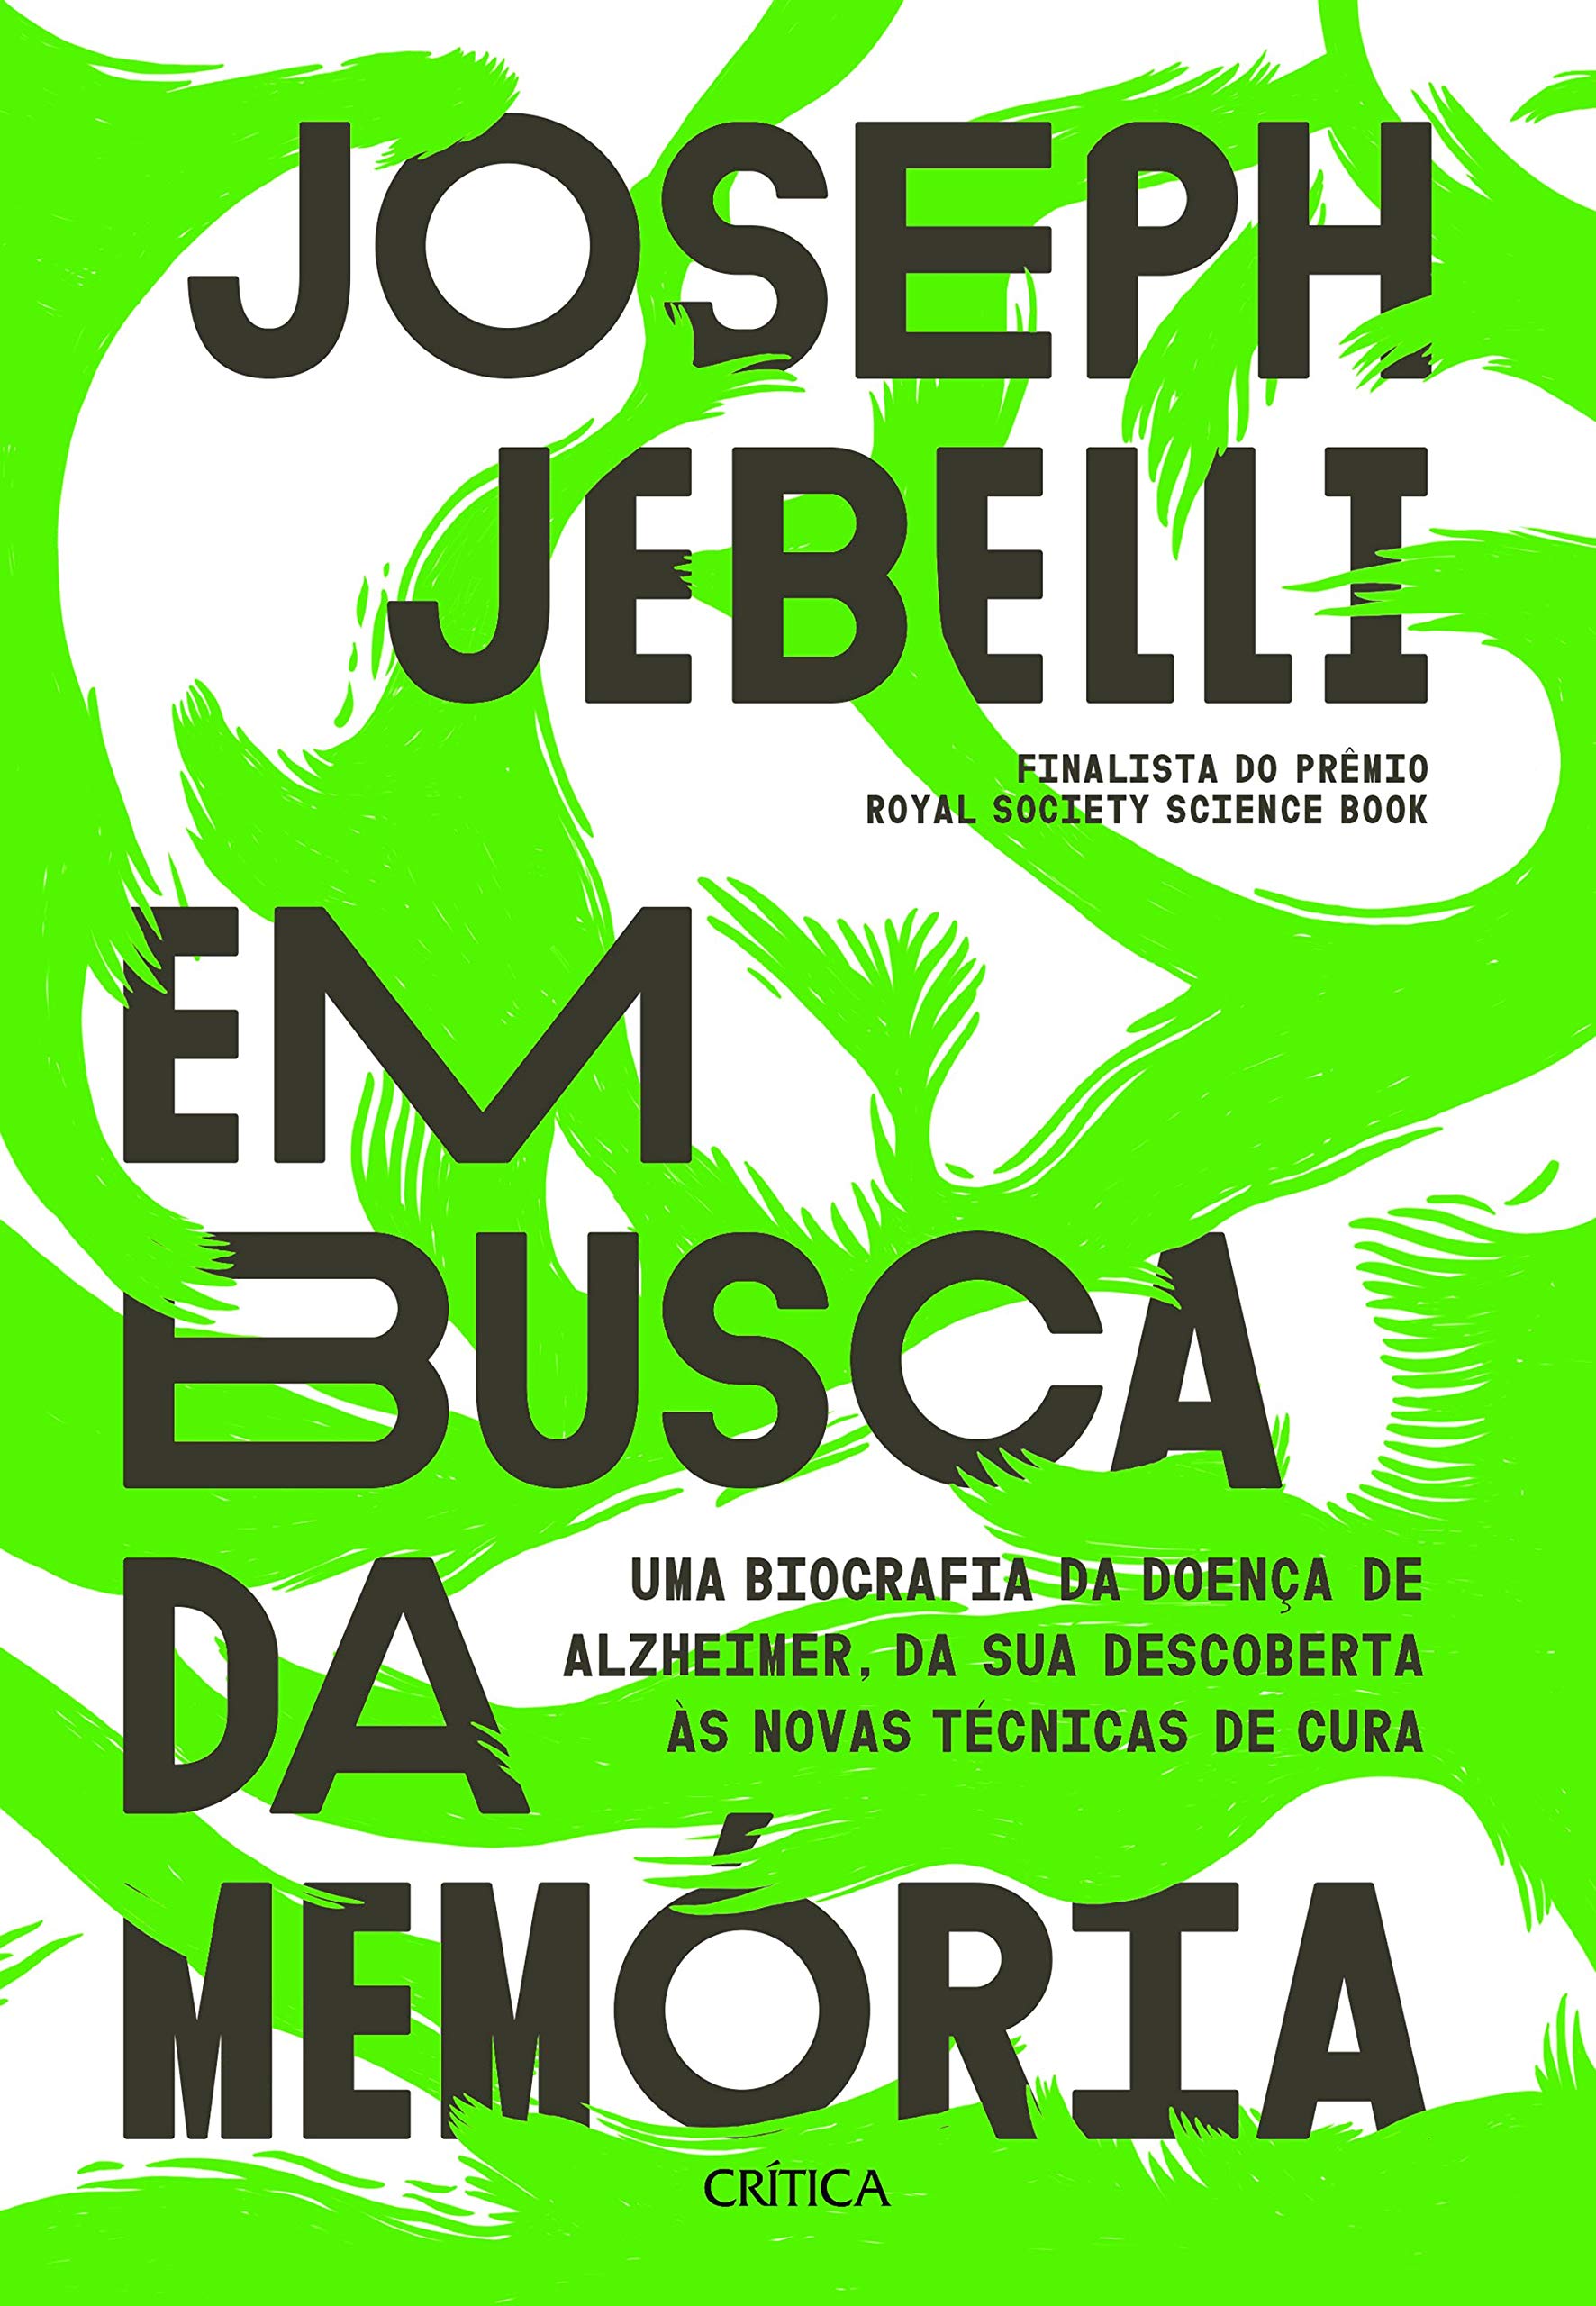 JOSEPH
JEBELLI
FINALISTA DO PRÊMIO
ROYAL SOCIETY SCIENCE BOOK
EM
BUSCA
DA
UMA BIOGRAFIA DA DOENÇA DE
ALZHEIMER, DA SUA DESCOBERTA
ÀS NOVAS TÉCNICAS DE CURA
MEMÓRIA
CRÍTICA